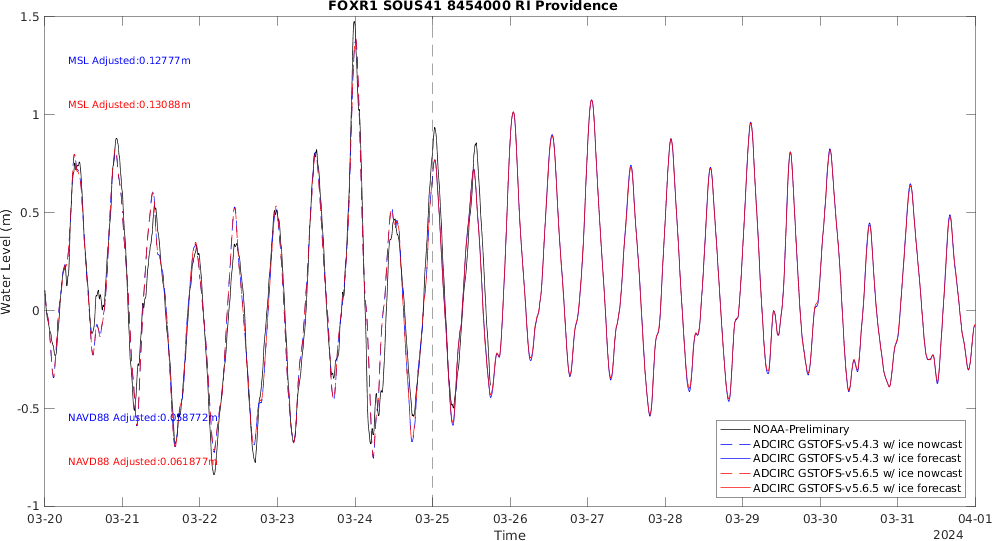 FOXR1 SOUS41 8454000 RI Providence
1.5
1
0.5
0
-0.5
-1
Water Level (m)
MSL Adjusted:0.12777m
MSL Adjusted:0.13088m
NAVD88 Adjusted:0.058772m
NAVD88 Adjusted:0.061877m
NOAA-Preliminary
ADCIRC GSTOFS-v5.4.3 w/ ice nowcast
ADCIRC GSTOFS-v5.4.3 w/ ice forecast
ADCIRC GSTOFS-v5.6.5 w/ ice nowcast
ADCIRC GSTOFS-v5.6.5 w/ ice forecast
03-20 03-21 03-22 03-23 03-24 03-25 03-26 03-27 03-28 03-29 03-30 03-31 04-01
Time
2024